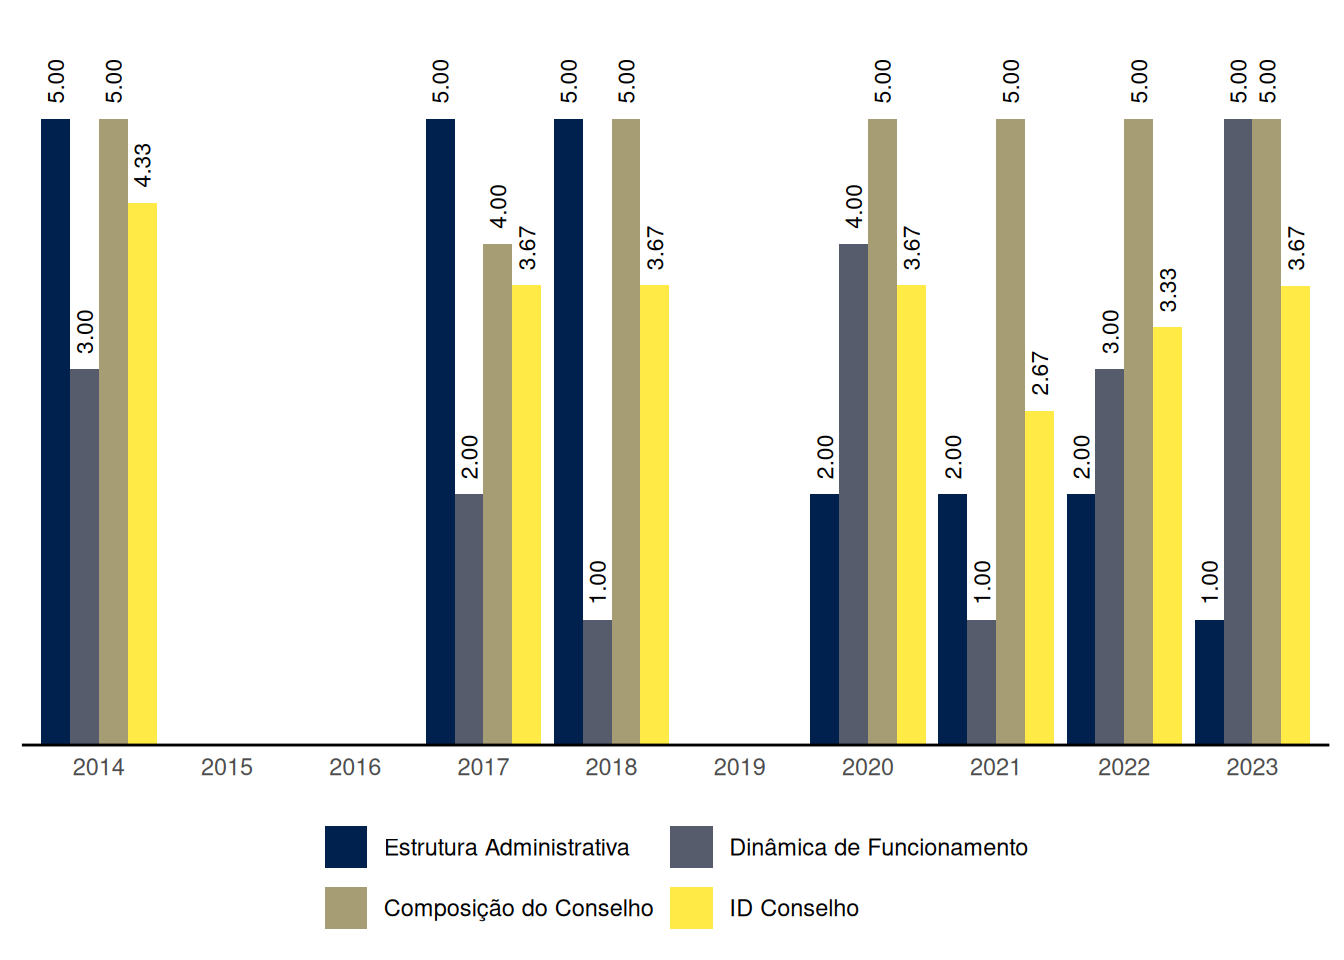 5.00 3.00 5.00 4.33 5.00 2.00 4.00 3.67 5.00 1.00 5.00 3.67 2.00 4.00 5.00 3.67 2.00 1.00 5.00 2.67 2.00 3.00 5.00 3.33 1.00 5.00 5.00 3.67
2014 2015 2016 2017 2018 2019 2020 2021 2022 2023
Estrutura Administrativa Dinâmica de Funcionamento
Composição do Conselho ID Conselho